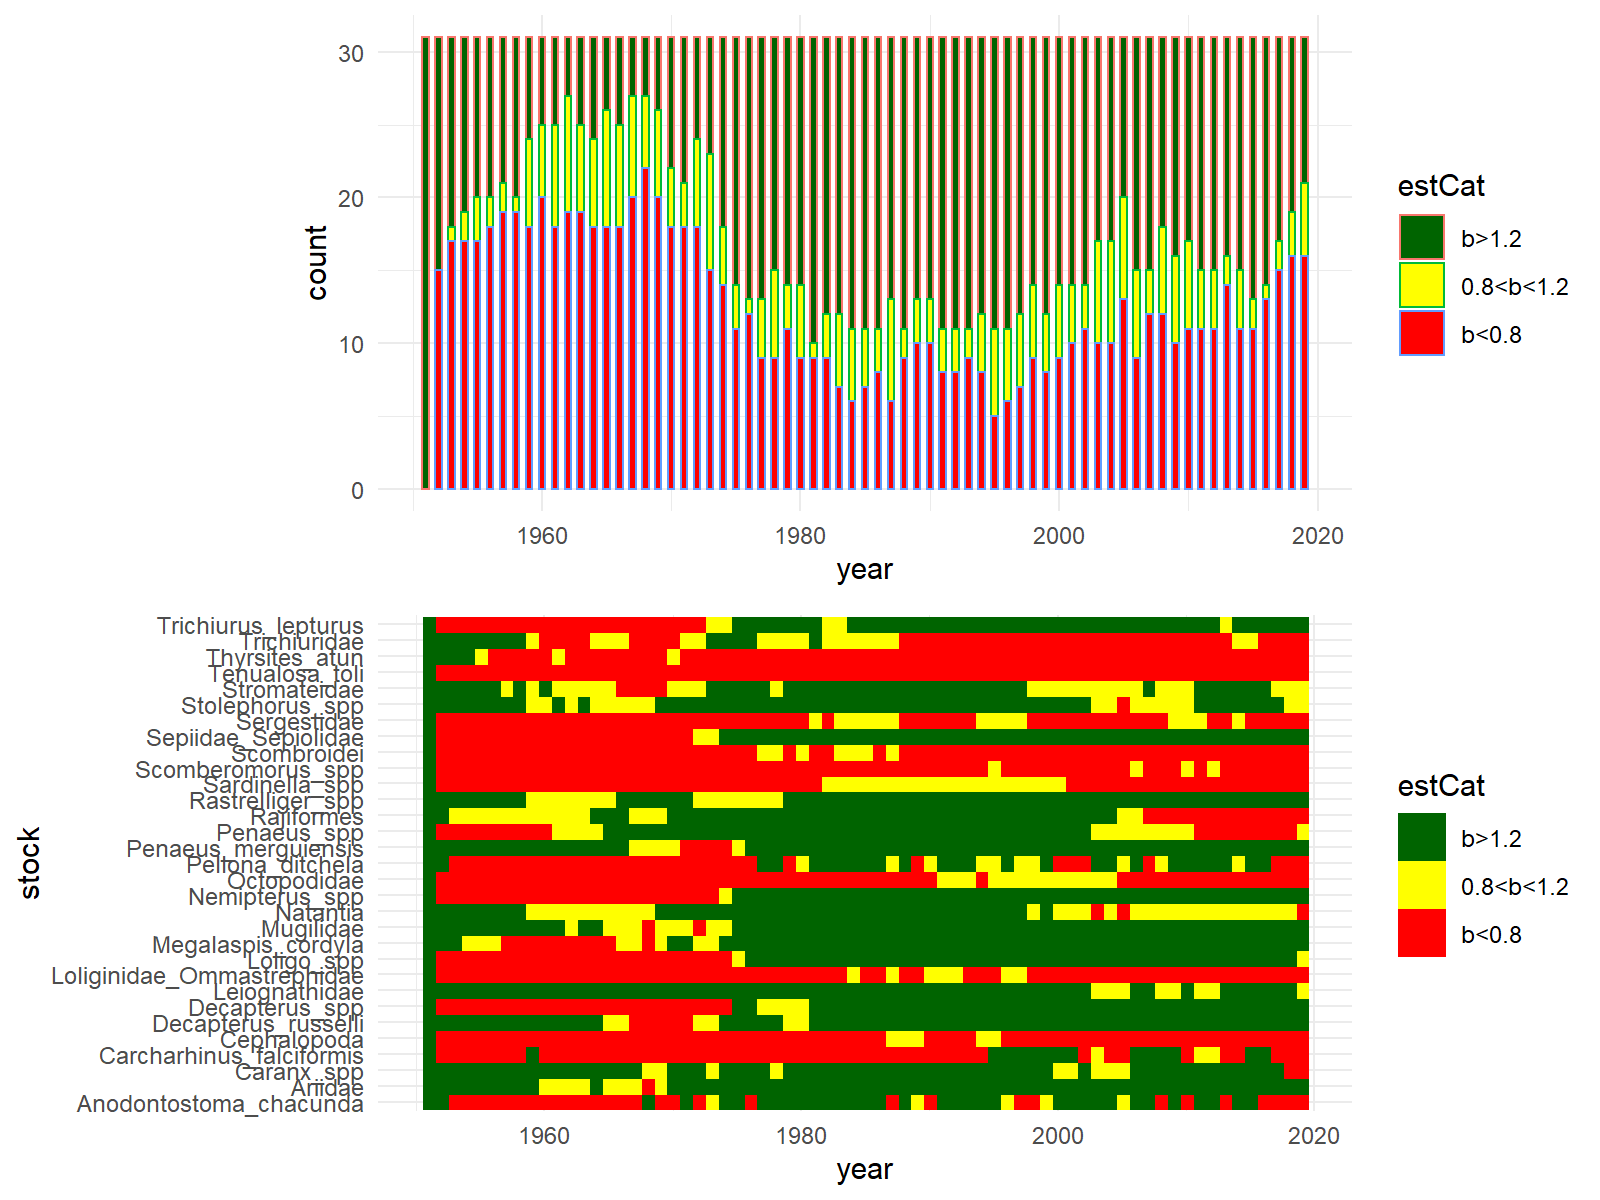 30
20
10
0
count
1960
1980
2000
2020
year
estCat
b>1.2
0.8<b<1.2
b<0.8
Trichiurus_lepturus
Trichiuridae
Thyrsites_atun
Tenualosa_toli
Stromateidae
Stolephorus_spp
Sergestidae
Sepiidae_Sepiolidae
Scombroidei
Scomberomorus_spp
Sardinella_spp
Rastrelliger_spp
Rajiformes
Penaeus_spp
Penaeus_merguiensis
Pellona_ditchela
Octopodidae
Nemipterus_spp
Natantia
Mugilidae
Megalaspis_cordyla
Loligo_spp
Loliginidae_Ommastrephidae
Leiognathidae
Decapterus_spp
Decapterus_russelli
Cephalopoda
Carcharhinus_falciformis
Caranx_spp
Ariidae
Anodontostoma_chacunda
stock
1960
1980
2000
2020
year
estCat
b>1.2
0.8<b<1.2
b<0.8